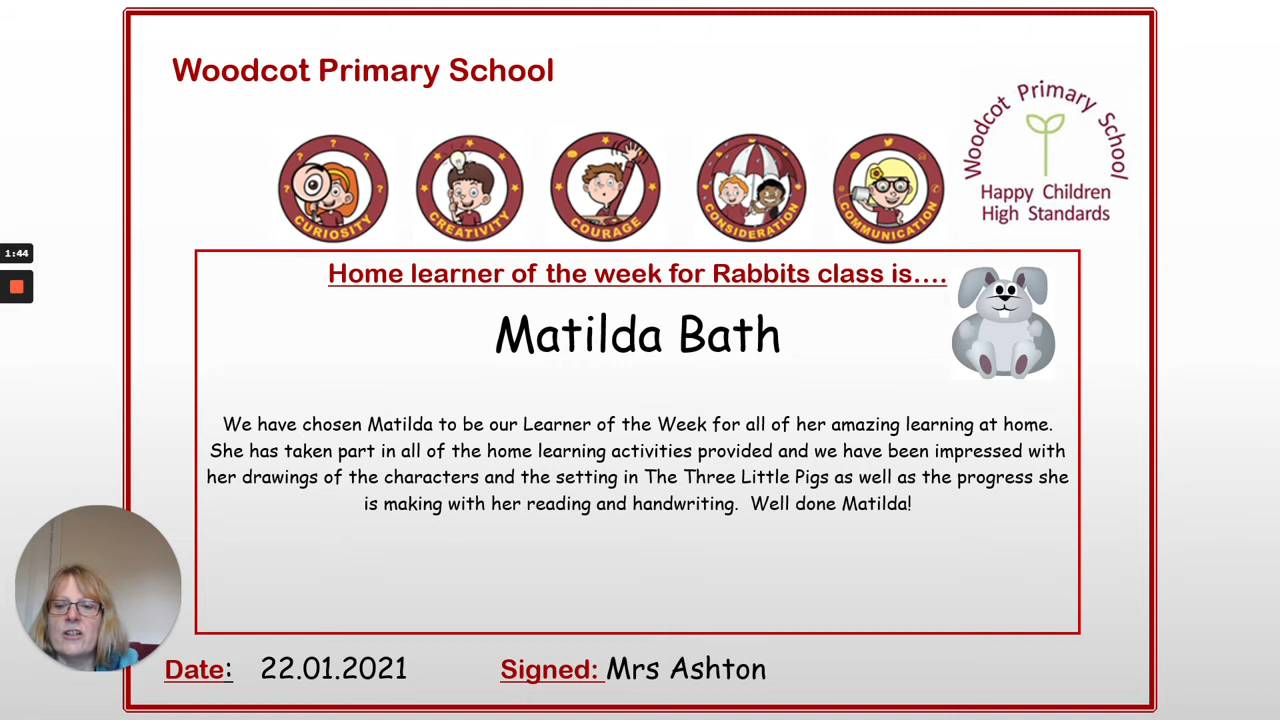 Woodcot Primary School
Woodcot Primary School
Happy Children
High Standards
CURIOSITY
CREATIVITY
COURAGE
CONSIDERATION
COMMUNICATION
1:44
Home learner of the week for Rabbits class is....
Matilda Bath
We have chosen Matilda to be our Learner of the Week for all of her amazing learning at home.
She has taken part in all of the home learning activities provided and we have been impressed with
her drawings of the characters and the setting in The Three Little Pigs as well as the progress she
is making with her reading and handwriting.  Well done Matilda!
Date: 22.01.2021 Signed: Mrs Ashton